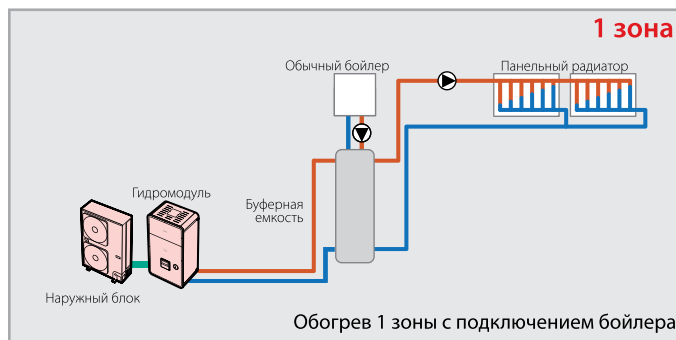 1 зона
Обычный бойлер
Панельный радиатор
Гидромодуль
Буферная
емкость
Наружный блок
Обогрев 1 зоны с подключением бойлера